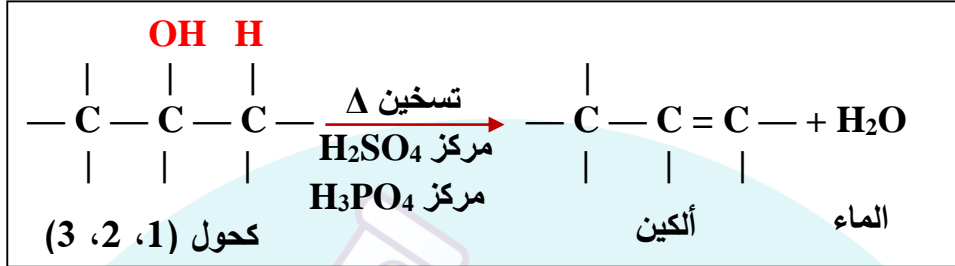 OH H
| | | |
— C — C — C — تسخين Δ — C — C = C — + H₂O
| | | H₂SO₄ مركز | | |
H₃PO₄ مركز
كحول (1، 2، 3) ألكين الماء